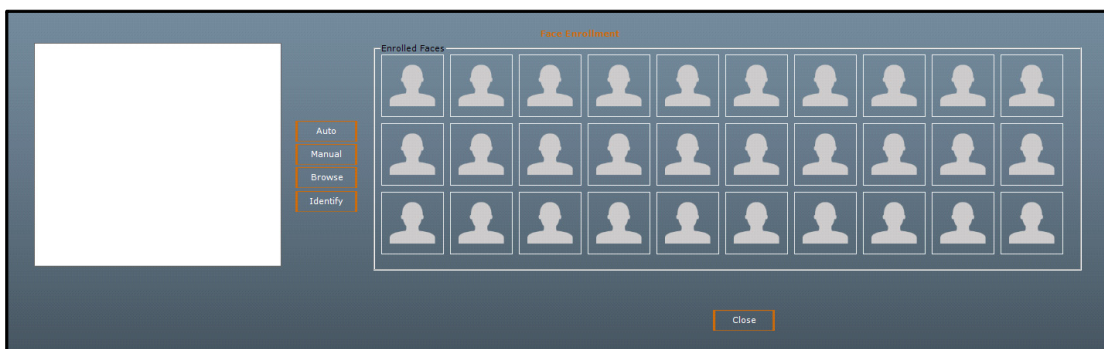 Face Enrollment
Enrolled Faces
Auto
Manual
Browse
Identify
Close